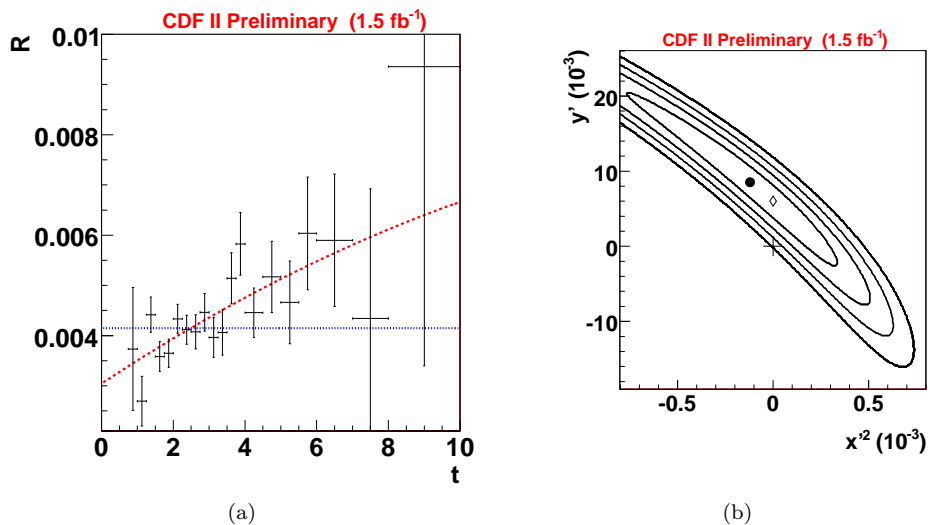 CDF II Preliminary (1.5 fb⁻¹)
R
0.01
0.008
0.006
0.004
0 2 4 6 8 10
t
(a)
CDF II Preliminary (1.5 fb⁻¹)
y' (10⁻³)
20
10
0
-10
-0.5 0 0.5
x'² (10⁻³)
(b)